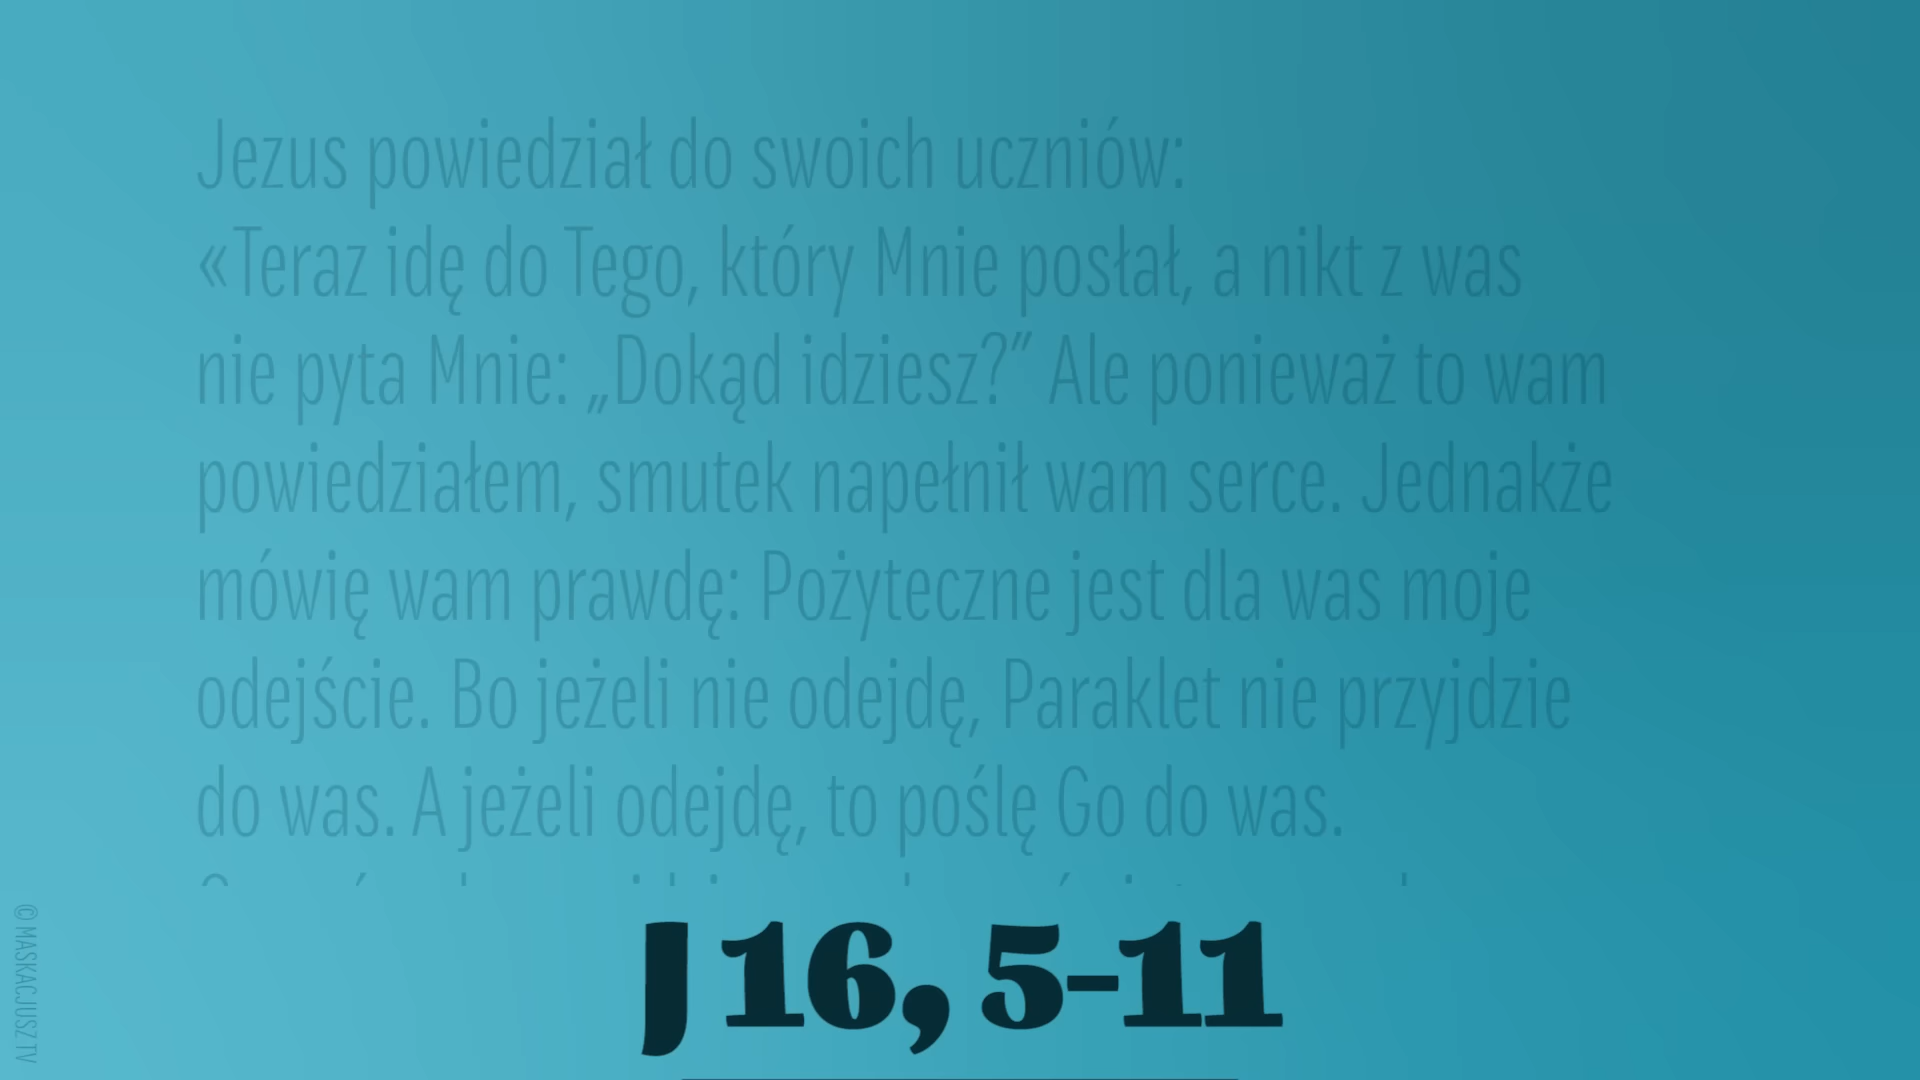 Jezus powiedział do swoich uczniów:
«Teraz idę do Tego, który Mnie posłał, a nikt z was
nie pyta Mnie: „Dokąd idziesz?” Ale ponieważ to wam
powiedziałem, smutek napełnił wam serce. Jednakże
mówię wam prawdę: Pożyteczne jest dla was moje
odejście. Bo jeżeli nie odejdę, Paraklet nie przyjdzie
do was. A jeżeli odejdę, to poślę Go do was.
J 16, 5-11
© MASKACJUSZ TV